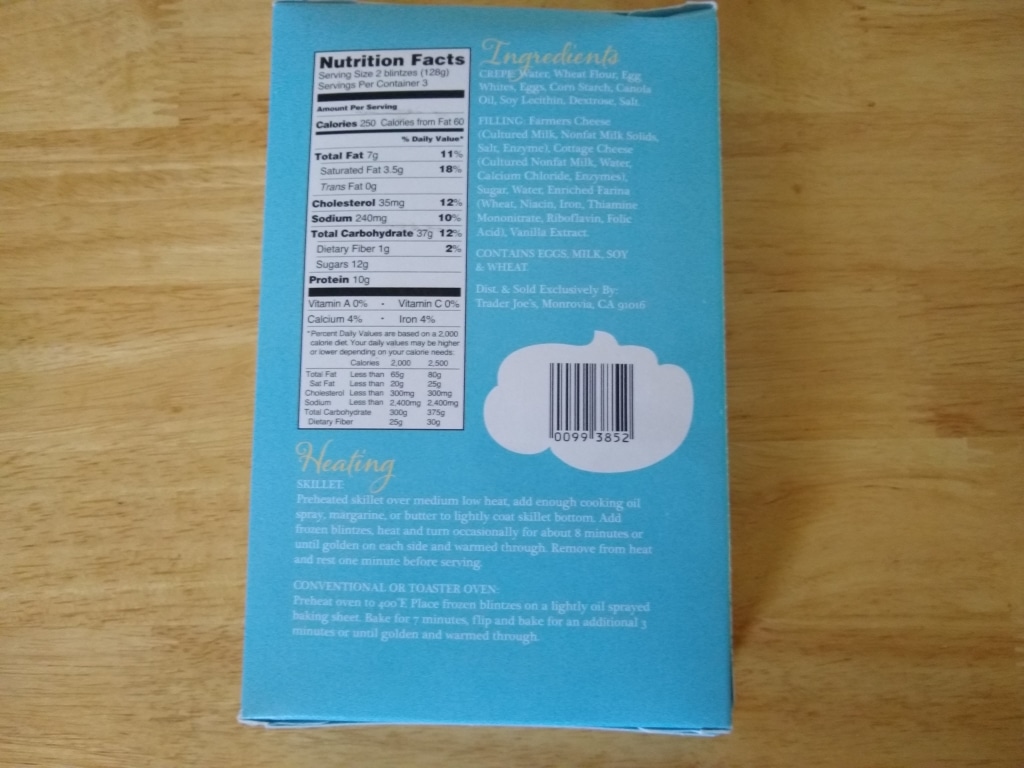 Nutrition Facts
Serving Size 2 blintzes (128g)
Servings Per Container 3
Amount Per Serving
Calories 250 Calories from Fat 60
% Daily Value*
Total Fat 7g 11%
Saturated Fat 3.5g 18%
Trans Fat 0g
Cholesterol 35mg 12%
Sodium 240mg 10%
Total Carbohydrate 37g 12%
Dietary Fiber 1g 2%
Sugars 12g
Protein 10g
Vitamin A 0% • Vitamin C 0%
Calcium 4% • Iron 4%
*Percent Daily Values are based on a 2,000
calorie diet. Your daily values may be higher
or lower depending on your calorie needs:
Calories 2,000 2,500
Total Fat Less than 65g 80g
Sat Fat Less than 20g 25g
Cholesterol Less than 300mg 300mg
Sodium Less than 2,400mg 2,400mg
Total Carbohydrate 300g 375g
Dietary Fiber 25g 30g
Ingredients
CREPE: Water, Wheat Flour, Egg
Whites, Eggs, Corn Starch, Canola
Oil, Soy Lecithin, Dextrose, Salt.
FILLING: Farmers Cheese
(Cultured Milk, Nonfat Milk Solids,
Salt, Enzyme), Cottage Cheese
(Cultured Nonfat Milk, Water,
Calcium Chloride, Enzymes),
Sugar, Water, Enriched Farina
(Wheat, Niacin, Iron, Thiamine
Mononitrate, Riboflavin, Folic
Acid), Vanilla Extract.
CONTAINS EGGS, MILK, SOY
& WHEAT.
Dist. & Sold Exclusively By:
Trader Joe's, Monrovia, CA 91016
0099 3852
Heating
SKILLET:
Preheated skillet over medium low heat, add enough cooking oil
spray, margarine, or butter to lightly coat skillet bottom. Add
frozen blintzes, heat and turn occasionally for about 8 minutes or
until golden on each side and warmed through. Remove from heat
and rest one minute before serving.
CONVENTIONAL OR TOASTER OVEN:
Preheat oven to 400°F. Place frozen blintzes on a lightly oil sprayed
baking sheet. Bake for 7 minutes, flip and bake for an additional 3
minutes or until golden and warmed through.